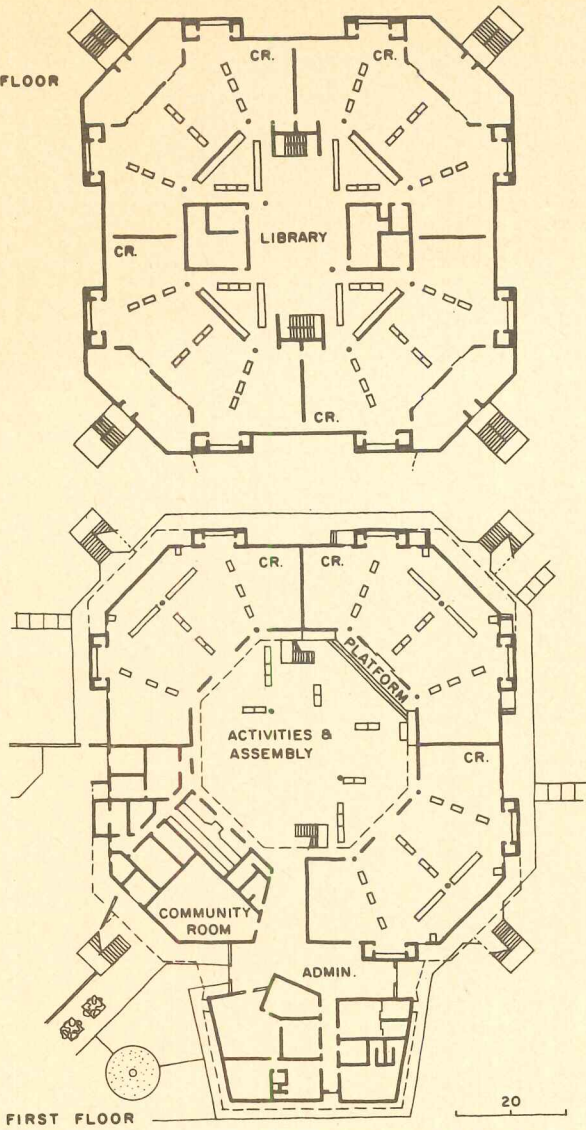 FLOOR
CR.
CR.
CR.
LIBRARY
CR.
CR.
CR.
PLATFORM
ACTIVITIES &
ASSEMBLY
CR.
COMMUNITY
ROOM
ADMIN.
FIRST FLOOR
20